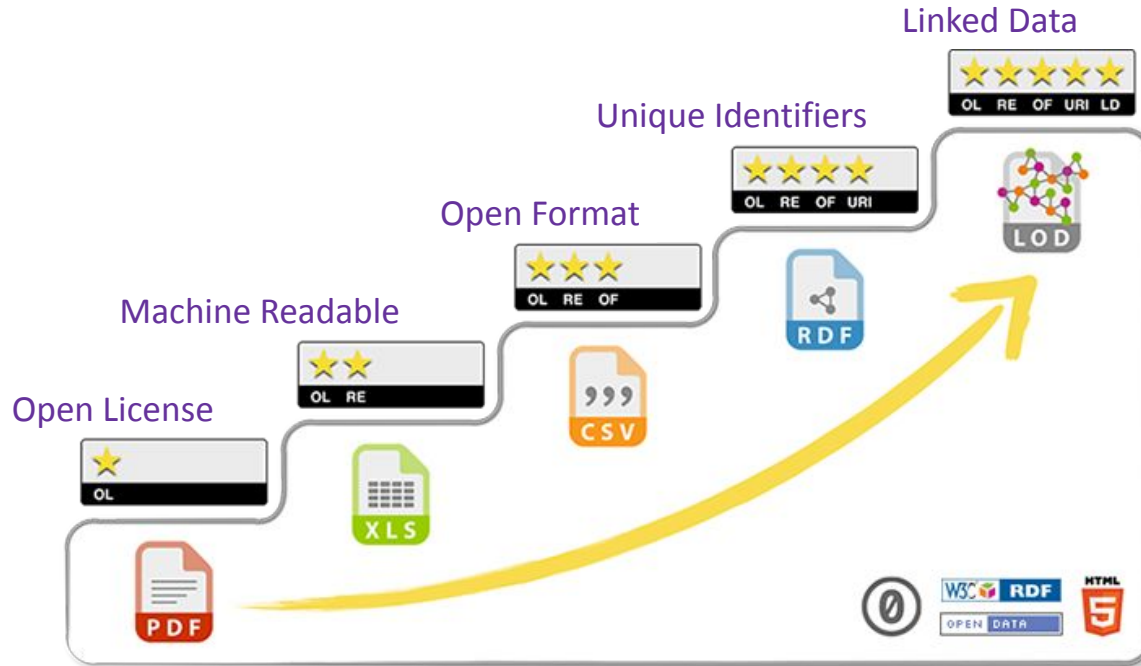 Linked Data
OL RE OF URI LD
Unique Identifiers
OL RE OF URI
LOD
Open Format
OL RE OF
RDF
Machine Readable
OL RE
,,,
CSV
Open License
OL
XLS
PDF
0
W3C RDF
OPEN DATA
HTML
5